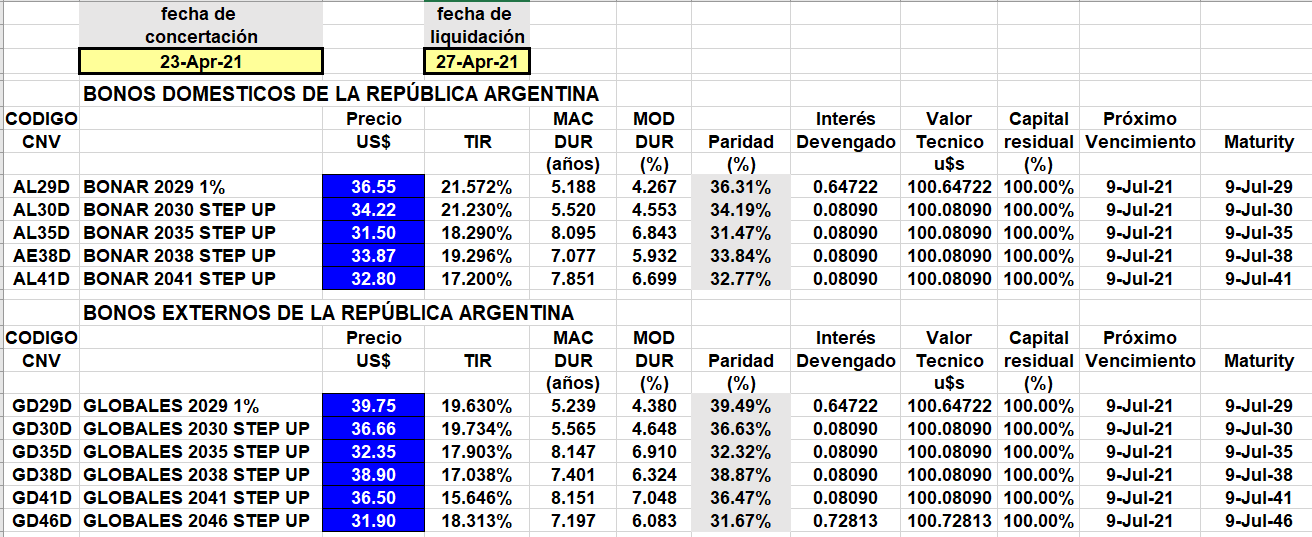 fecha de fecha de
concertación liquidación
23-Apr-21 27-Apr-21
BONOS DOMESTICOS DE LA REPÚBLICA ARGENTINA
CODIGO Precio MAC MOD Interés Valor Capital Próximo
CNV US$ TIR DUR DUR Paridad Devengado Tecnico residual Vencimiento Maturity
(años) (%) (%) u$s (%)
AL29D BONAR 2029 1% 36.55 21.572% 5.188 4.267 36.31% 0.64722 100.64722 100.00% 9-Jul-21 9-Jul-29
AL30D BONAR 2030 STEP UP 34.22 21.230% 5.520 4.553 34.19% 0.08090 100.08090 100.00% 9-Jul-21 9-Jul-30
AL35D BONAR 2035 STEP UP 31.50 18.290% 8.095 6.843 31.47% 0.08090 100.08090 100.00% 9-Jul-21 9-Jul-35
AE38D BONAR 2038 STEP UP 33.87 19.296% 7.077 5.932 33.84% 0.08090 100.08090 100.00% 9-Jul-21 9-Jul-38
AL41D BONAR 2041 STEP UP 32.80 17.200% 7.851 6.699 32.77% 0.08090 100.08090 100.00% 9-Jul-21 9-Jul-41
BONOS EXTERNOS DE LA REPÚBLICA ARGENTINA
CODIGO Precio MAC MOD Interés Valor Capital Próximo
CNV US$ TIR DUR DUR Paridad Devengado Tecnico residual Vencimiento Maturity
(años) (%) (%) u$s (%)
GD29D GLOBALES 2029 1% 39.75 19.630% 5.239 4.380 39.49% 0.64722 100.64722 100.00% 9-Jul-21 9-Jul-29
GD30D GLOBALES 2030 STEP UP 36.66 19.734% 5.565 4.648 36.63% 0.08090 100.08090 100.00% 9-Jul-21 9-Jul-30
GD35D GLOBALES 2035 STEP UP 32.35 17.903% 8.147 6.910 32.32% 0.08090 100.08090 100.00% 9-Jul-21 9-Jul-35
GD38D GLOBALES 2038 STEP UP 38.90 17.038% 7.401 6.324 38.87% 0.08090 100.08090 100.00% 9-Jul-21 9-Jul-38
GD41D GLOBALES 2041 STEP UP 36.50 15.646% 8.151 7.048 36.47% 0.08090 100.08090 100.00% 9-Jul-21 9-Jul-41
GD46D GLOBALES 2046 STEP UP 31.90 18.313% 7.197 6.083 31.67% 0.72813 100.72813 100.00% 9-Jul-21 9-Jul-46